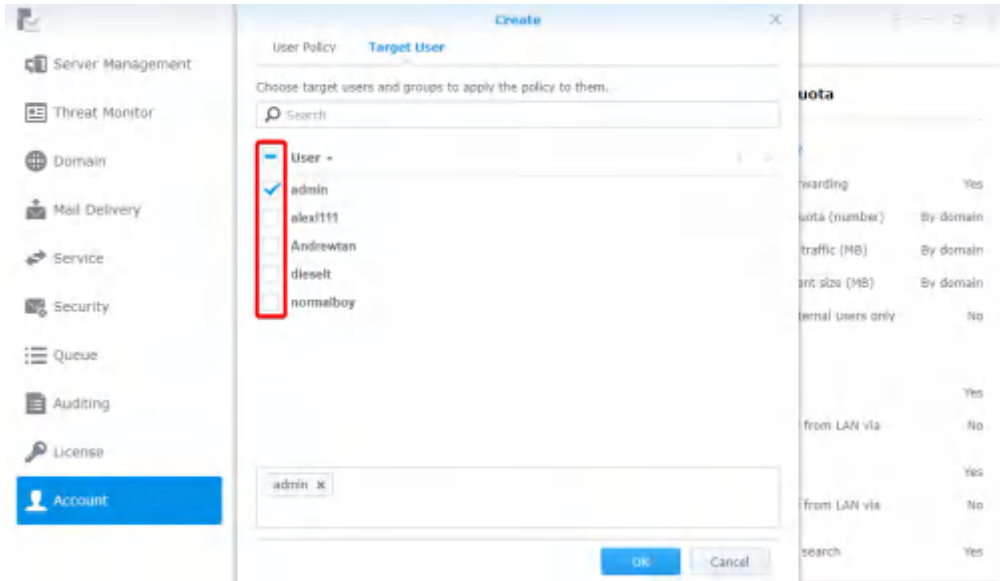 Create
User Policy Target User
Choose target users and groups to apply the policy to them.
Search
User
admin
alexl111
Andrewtan
dieselt
normalboy
admin x
OK Cancel
Server Management
Threat Monitor
Domain
Mail Delivery
Service
Security
Queue
Auditing
License
Account
uota
rwarding Yes
uota (number) By domain
traffic (MB) By domain
ant size (MB) By domain
ternal users only No
Yes
from LAN via No
Yes
from LAN via No
search Yes